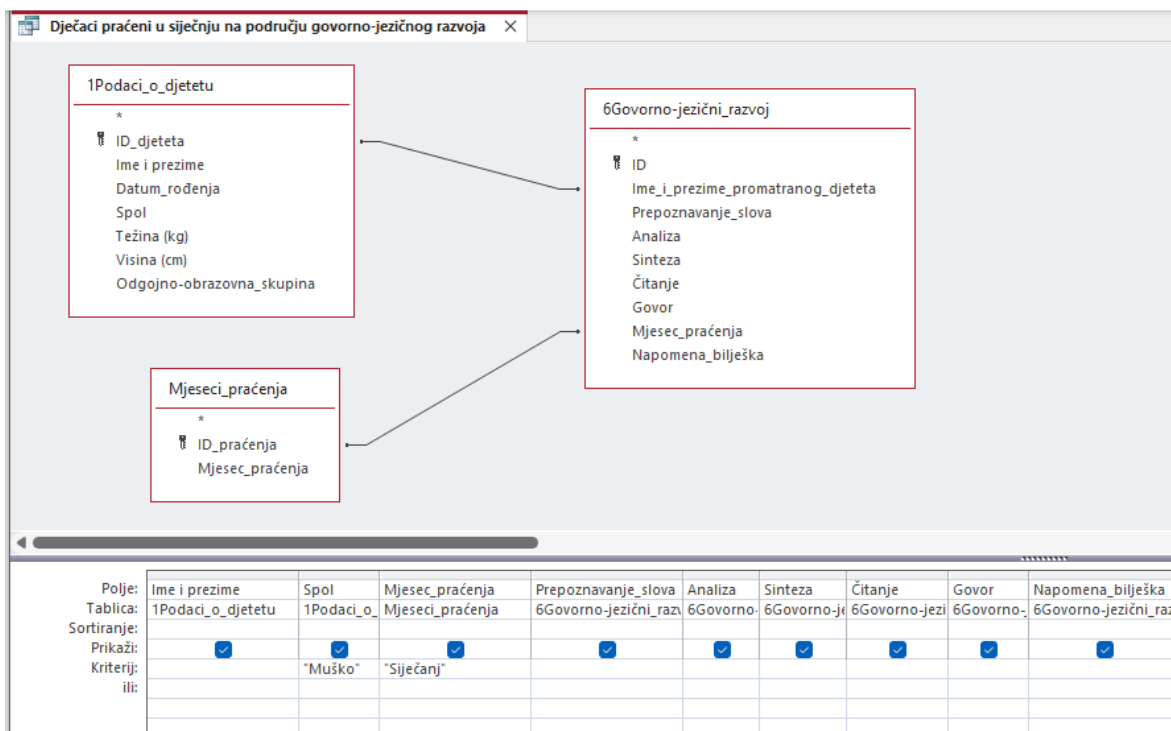 Dječaci praćeni u siječnju na području govorno-jezičnog razvoja
1Podaci_o_djetetu
*
ID_djeteta
Ime i prezime
Datum_rođenja
Spol
Težina (kg)
Visina (cm)
Odgojno-obrazovna_skupina
6Govorno-jezični_razvoj
*
ID
Ime_i_prezime_promatranog_djeteta
Prepoznavanje_slova
Analiza
Sinteza
Čitanje
Govor
Mjesec_praćenja
Napomena_bilješka
Mjeseci_praćenja
*
ID_praćenja
Mjesec_praćenja
Polje: Ime i prezime Spol Mjesec_praćenja Prepoznavanje_slova Analiza Sinteza Čitanje Govor Napomena_bilješka
Tablica: 1Podaci_o_djetetu 1Podaci_o_ Mjeseci_praćenja 6Govorno-jezični_raz 6Govorno- 6Govorno-je 6Govorno-jezi 6Govorno- 6Govorno-jezični_raz
Sortiranje:
Prikaži:
Kriterij: "Muško" "Siječanj"
ili: